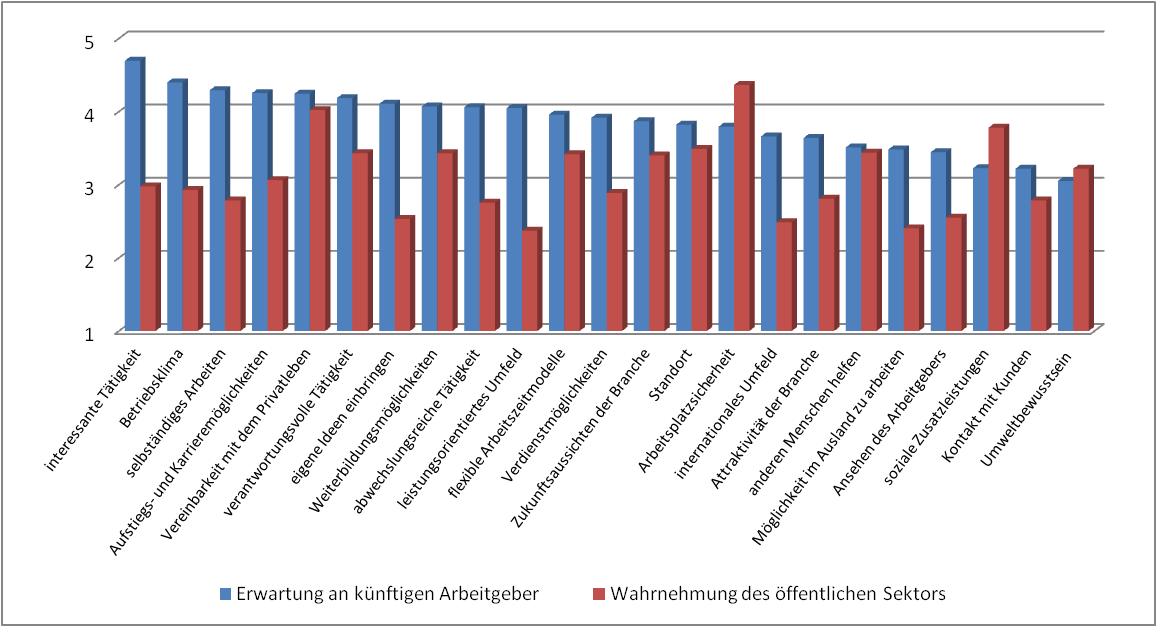 5
4
3
2
1
interessante Tätigkeit
Betriebsklima
selbständiges Arbeiten
Aufstiegs- und Karrieremöglichkeiten
Vereinbarkeit mit dem Privatleben
verantwortungsvolle Tätigkeit
eigene Ideen einbringen
Weiterbildungsmöglichkeiten
abwechslungsreiche Tätigkeit
leistungsorientiertes Umfeld
flexible Arbeitszeitmodelle
Verdienstmöglichkeiten
Zukunftsaussichten der Branche
Standort
Arbeitsplatzsicherheit
internationales Umfeld
Attraktivität der Branche
anderen Menschen helfen
Möglichkeit im Ausland zu arbeiten
Ansehen des Arbeitgebers
soziale Zusatzleistungen
Kontakt mit Kunden
Umweltbewusstsein
Erwartung an künftigen Arbeitgeber
Wahrnehmung des öffentlichen Sektors